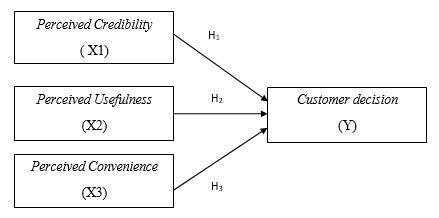 Perceived Credibility
( X1)
H1
Perceived Usefulness
(X2)
H2
Customer decision
(Y)
Perceived Convenience
(X3)
H3